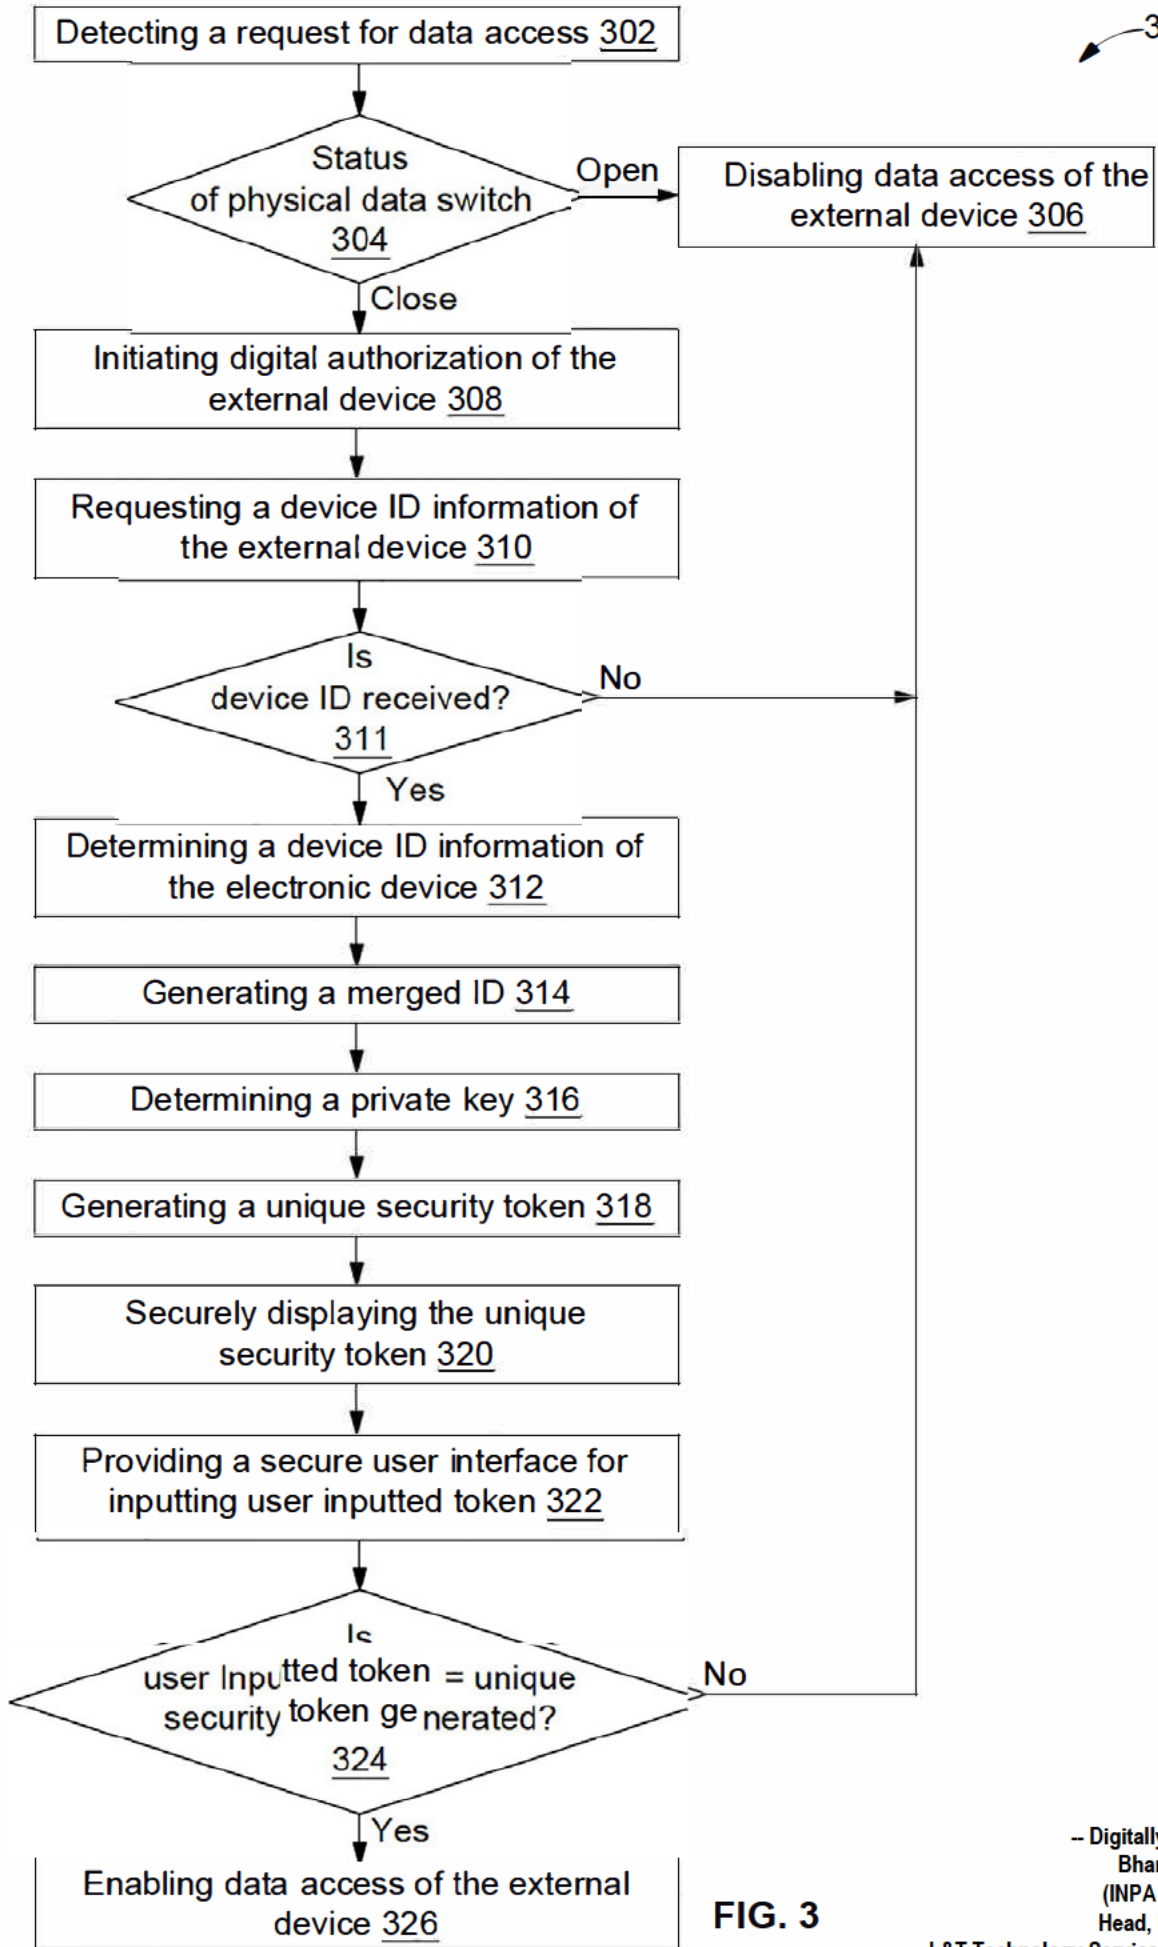 Detecting a request for data access 302
3
Status
of physical data switch
304
Open
Disabling data access of the
external device 306
Close
Initiating digital authorization of the
external device 308
Requesting a device ID information of
the external device 310
Is
device ID received?
311
No
Yes
Determining a device ID information of
the electronic device 312
Generating a merged ID 314
Determining a private key 316
Generating a unique security token 318
Securely displaying the unique
security token 320
Providing a secure user interface for
inputting user inputted token 322
Is
user Inputted token = unique
security token generated?
324
No
Yes
Enabling data access of the external
device 326
FIG. 3
-- Digitally
Bhar
(INPA
Head,